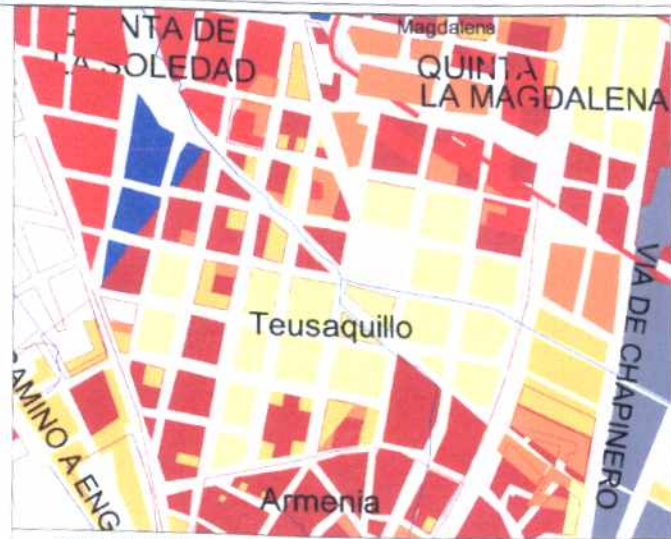 NTA DE
LA SOLEDAD
Magdalena
QUINTA
LA MAGDALENA
Teusaquillo
VIA DE CHAPINERO
AMINO A ENG
Armenia